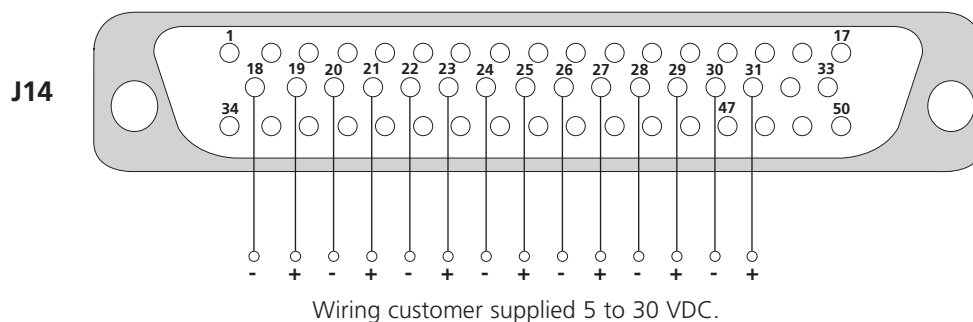 1 17
J14
18 19 20 21 22 23 24 25 26 27 28 29 30 31 33
34 47 50
- + - + - + - + - + - + - +
Wiring customer supplied 5 to 30 VDC.